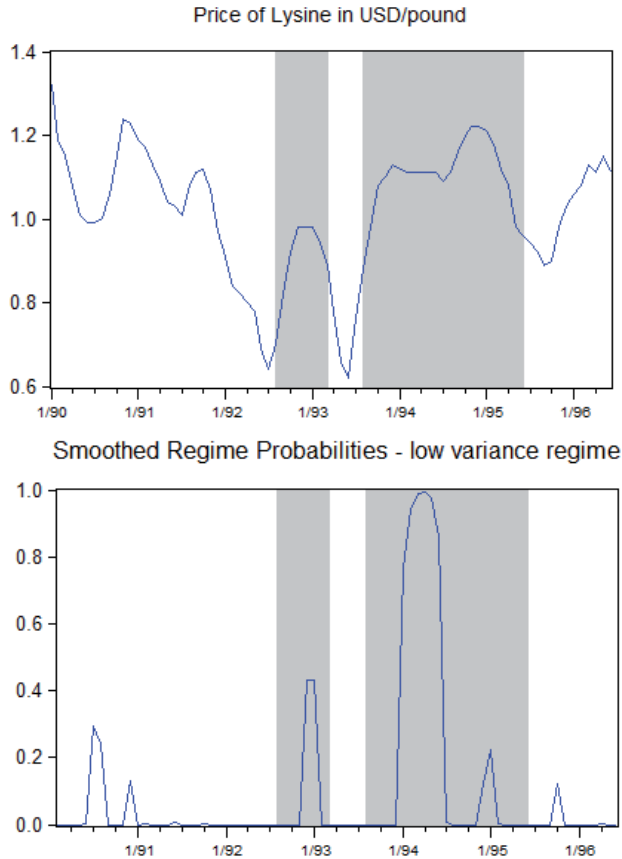 Price of Lysine in USD/pound
1.4
1.2
1.0
0.8
0.6
1/90 1/91 1/92 1/93 1/94 1/95 1/96
Smoothed Regime Probabilities - low variance regime
1.0
0.8
0.6
0.4
0.2
0.0
1/91 1/92 1/93 1/94 1/95 1/96